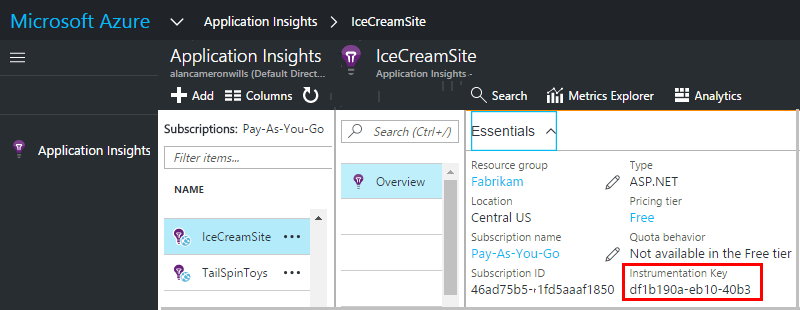 Microsoft Azure
Application Insights > IceCreamSite
Application Insights
alancameronwills (Default Direct...
Add Columns
IceCreamSite
Application Insights -
Search Metrics Explorer Analytics
Application Insights
Subscriptions: Pay-As-You-Go
Filter items...
NAME
IceCreamSite ...
TailSpinToys ...
Search (Ctrl+/)
Overview
Essentials
Resource group
Fabrikam
Type
ASP.NET
Location
Central US
Pricing tier
Free
Subscription name
Pay-As-You-Go
Quota behavior
Not available in the Free tier
Subscription ID
46ad75b5-r1fd5aaaf1850
Instrumentation Key
df1b190a-eb10-40b3